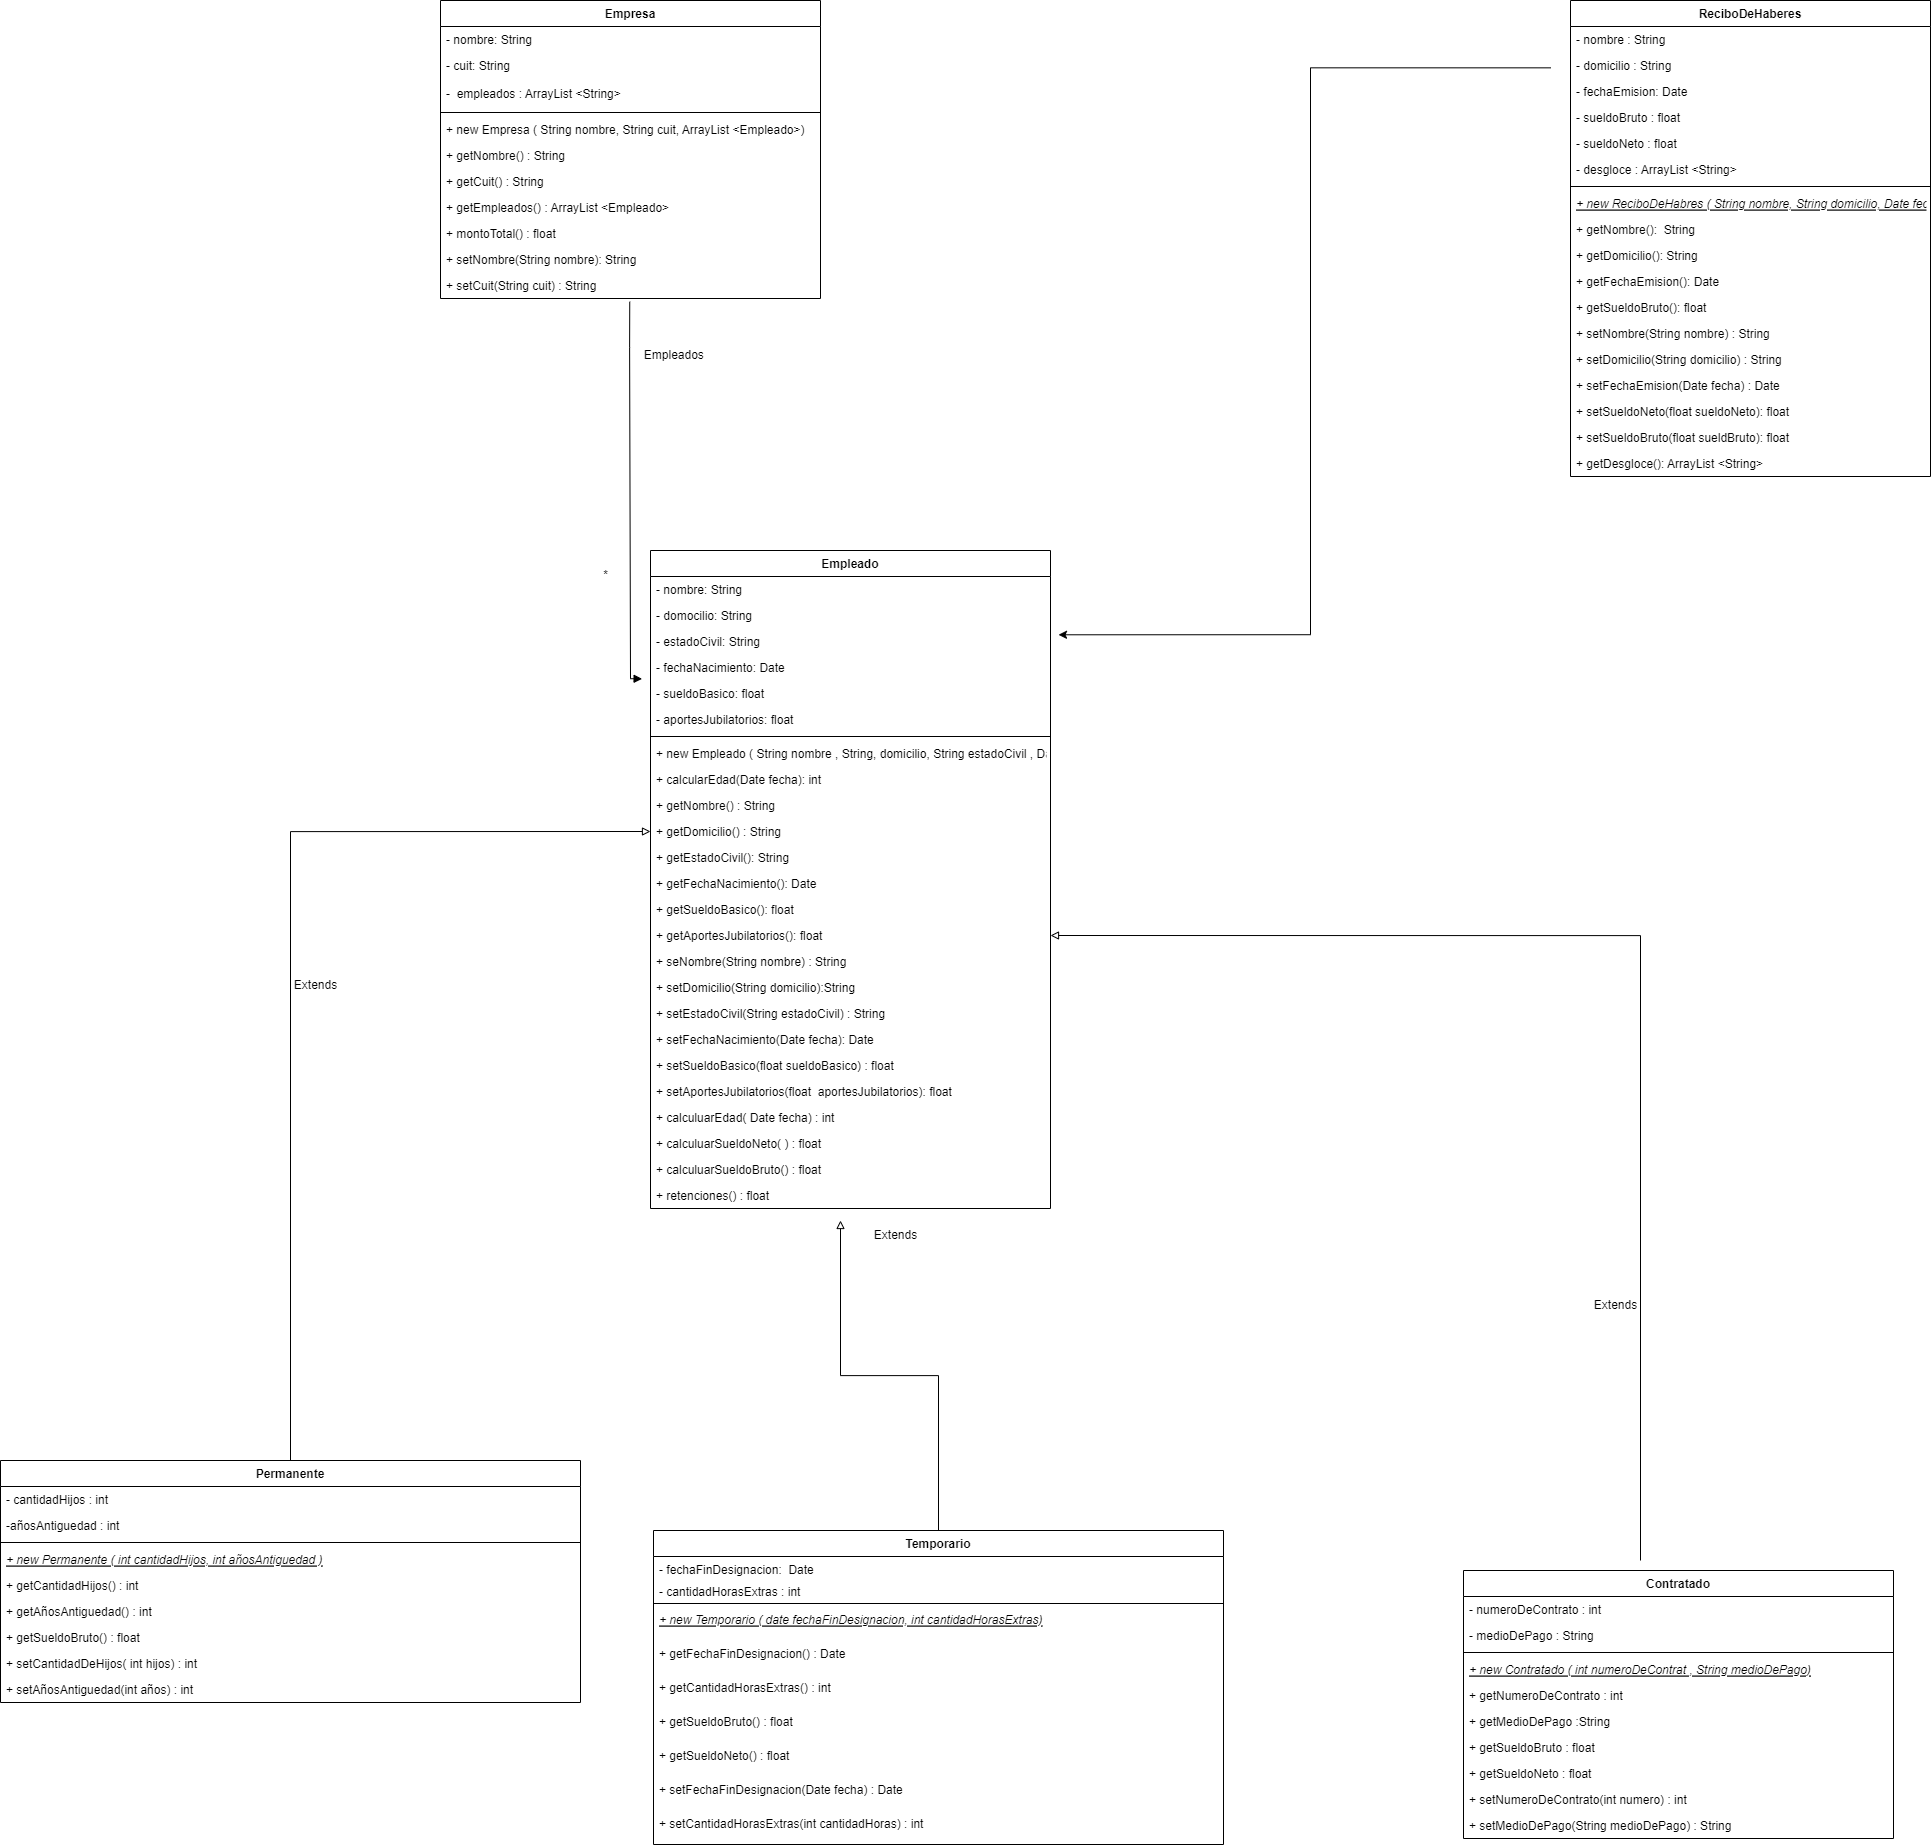 Empresa
- nombre: String
- cuit: String
-  empleados : ArrayList <String>
+ new Empresa ( String nombre, String cuit, ArrayList <Empleado>)
+ getNombre() : String
+ getCuit() : String
+ getEmpleados() : ArrayList <Empleado>
+ montoTotal() : float
+ setNombre(String nombre): String
+ setCuit(String cuit) : String
ReciboDeHaberes
- nombre : String
- domicilio : String
- fechaEmision: Date
- sueldoBruto : float
- sueldoNeto : float
- desgloce : ArrayList <String>
+ new ReciboDeHabres ( String nombre, String domicilio, Date fec
+ getNombre():  String
+ getDomicilio(): String
+ getFechaEmision(): Date
+ getSueldoBruto(): float
+ setNombre(String nombre) : String
+ setDomicilio(String domicilio) : String
+ setFechaEmision(Date fecha) : Date
+ setSueldoNeto(float sueldoNeto): float
+ setSueldoBruto(float sueldBruto): float
+ getDesgloce(): ArrayList <String>
Empleados
*
Empleado
- nombre: String
- domocilio: String
- estadoCivil: String
- fechaNacimiento: Date
- sueldoBasico: float
- aportesJubilatorios: float
+ new Empleado ( String nombre , String, domicilio, String estadoCivil , D
+ calcularEdad(Date fecha): int
+ getNombre() : String
+ getDomicilio() : String
+ getEstadoCivil(): String
+ getFechaNacimiento(): Date
+ getSueldoBasico(): float
+ getAportesJubilatorios(): float
+ seNombre(String nombre) : String
+ setDomicilio(String domicilio):String
+ setEstadoCivil(String estadoCivil) : String
+ setFechaNacimiento(Date fecha): Date
+ setSueldoBasico(float sueldoBasico) : float
+ setAportesJubilatorios(float  aportesJubilatorios): float
+ calculuarEdad( Date fecha) : int
+ calculuarSueldoNeto( ) : float
+ calculuarSueldoBruto() : float
+ retenciones() : float
Extends
Extends
Extends
Permanente
- cantidadHijos : int
-añosAntiguedad : int
+ new Permanente ( int cantidadHijos, int añosAntiguedad )
+ getCantidadHijos() : int
+ getAñosAntiguedad() : int
+ getSueldoBruto() : float
+ setCantidadDeHijos( int hijos) : int
+ setAñosAntiguedad(int años) : int
Temporario
- fechaFinDesignacion:  Date
- cantidadHorasExtras : int
+ new Temporario ( date fechaFinDesignacion, int cantidadHorasExtras)
+ getFechaFinDesignacion() : Date
+ getCantidadHorasExtras() : int
+ getSueldoBruto() : float
+ getSueldoNeto() : float
+ setFechaFinDesignacion(Date fecha) : Date
+ setCantidadHorasExtras(int cantidadHoras) : int
Contratado
- numeroDeContrato : int
- medioDePago : String
+ new Contratado ( int numeroDeContrat , String medioDePago)
+ getNumeroDeContrato : int
+ getMedioDePago :String
+ getSueldoBruto : float
+ getSueldoNeto : float
+ setNumeroDeContrato(int numero) : int
+ setMedioDePago(String medioDePago) : String